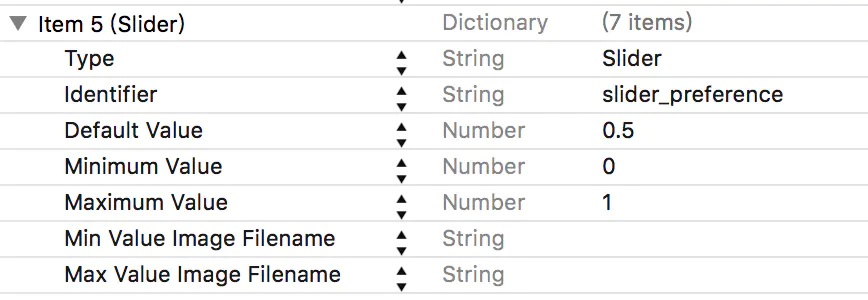 Item 5 (Slider) Dictionary (7 items)
Type String Slider
Identifier String slider_preference
Default Value Number 0.5
Minimum Value Number 0
Maximum Value Number 1
Min Value Image Filename String
Max Value Image Filename String